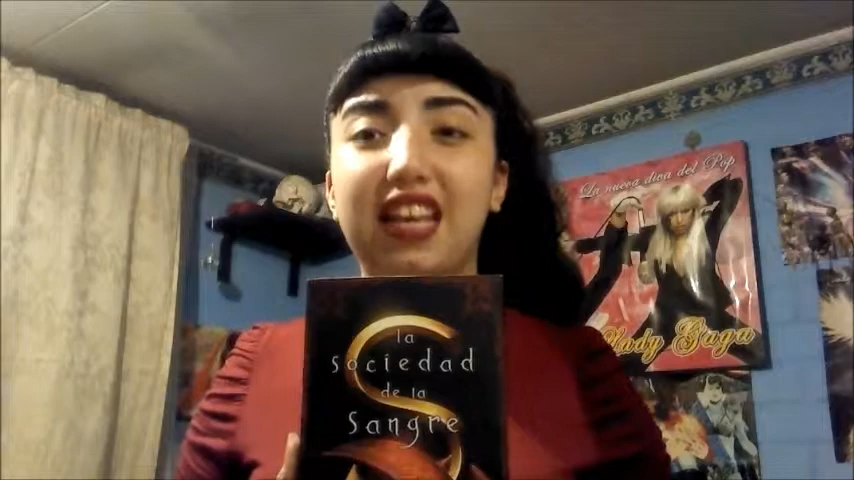 La nueva diva del Pop
Lady Gaga
la
sociedad
de la
Sangre